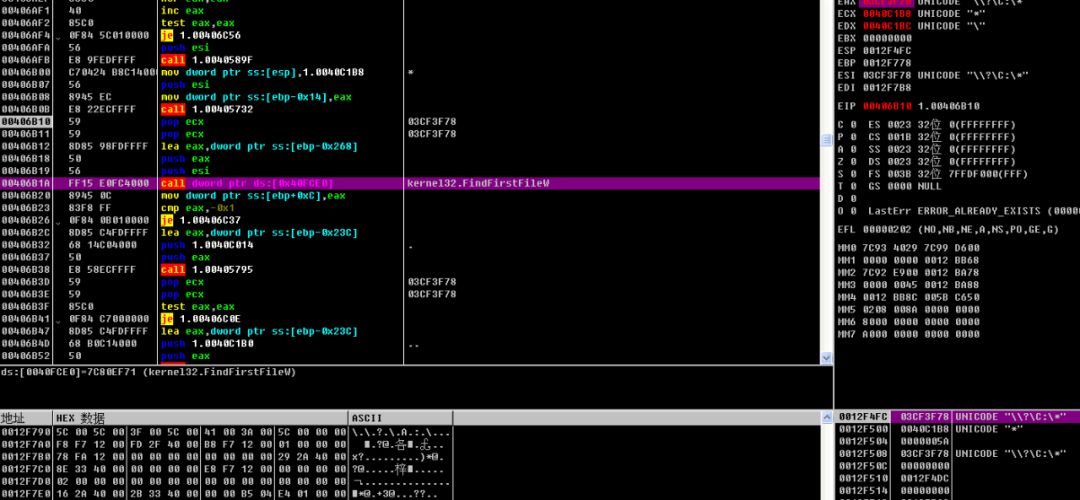 00406AF1 40 inc eax
00406AF2 85C0 test eax,eax
00406AF4 0F84 5C010000 je 1.00406C56
00406AFA 56 push esi
00406AFB E8 9FEDFFFF call 1.0040589F
00406B00 C70424 B8C1400 mov dword ptr ss:[esp],1.0040C1B8 *
00406B07 56 push esi
00406B08 8945 EC mov dword ptr ss:[ebp-0x14],eax
00406B0B E8 22ECFFFF call 1.00405732
00406B10 59 pop ecx 03CF3F78
00406B11 59 pop ecx 03CF3F78
00406B12 8D85 98FDFFFF lea eax,dword ptr ss:[ebp-0x268]
00406B18 50 push eax
00406B19 56 push esi
00406B1A FF15 E0FC4000 call dword ptr ds:[0x40FCE0] kernel32.FindFirstFileW
00406B20 8945 0C mov dword ptr ss:[ebp+0xC],eax
00406B23 83F8 FF cmp eax,-0x1
00406B26 0F84 0B010000 je 1.00406C37
00406B2C 8D85 C4FDFFFF lea eax,dword ptr ss:[ebp-0x23C]
00406B32 68 14C04000 push 1.0040C014 .
00406B37 50 push eax
00406B38 E8 58ECFFFF call 1.00405795
00406B3D 59 pop ecx 03CF3F78
00406B3E 59 pop ecx 03CF3F78
00406B3F 85C0 test eax,eax
00406B41 0F84 C7000000 je 1.00406C0E
00406B47 8D85 C4FDFFFF lea eax,dword ptr ss:[ebp-0x23C]
00406B4D 68 B0C14000 push 1.0040C1B0 ..
00406B52 50 push eax
ds:[0040FCE0]=7C80EF71 (kernel32.FindFirstFileW)
EAX 03CF3F78 UNICODE "\\?\C:\*"
ECX 0040C1B8 UNICODE "*"
EDX 0040C1BC UNICODE "\"
EBX 00000000
ESP 0012F4FC
EBP 0012F778
ESI 03CF3F78 UNICODE "\\?\C:\*"
EDI 0012F7B8
EIP 00406B10 1.00406B10
C 0 ES 0023 32位 0(FFFFFFFF)
P 0 CS 001B 32位 0(FFFFFFFF)
A 0 SS 0023 32位 0(FFFFFFFF)
Z 0 DS 0023 32位 0(FFFFFFFF)
S 0 FS 003B 32位 7FFDF000(FFF)
T 0 GS 0000 NULL
D 0
O 0 LastErr ERROR_ALREADY_EXISTS (0000
EFL 00000202 (NO,NB,NE,A,NS,PO,GE,G)
MM0 7C93 4029 7C99 D600
MM1 0000 0000 0012 BB68
MM2 7C92 E900 0012 BA78
MM3 0000 0045 0012 BA88
MM4 0012 BB8C 005B C650
MM5 0208 008A 0000 0000
MM6 8000 0000 0000 0000
MM7 A000 0000 0000 0000
地址 HEX 数据 ASCII
0012F790 5C 00 5C 00 3F 00 5C 00 41 00 3A 00 5C 00 00 00 \.\.?.\.A.:.\...
0012F7A0 F8 F7 12 00 FD 2F 40 00 B8 F7 12 00 01 00 00 00
0012F7B0 78 FA 12 00 00 00 00 00 00 00 00 00 29 2A 40 00 x?.........)*@.
0012F7C0 8E 33 40 00 00 00 00 00 E8 F7 12 00 00 00 00 00
0012F7D0 02 00 00 00 00 00 00 00 00 00 00 00 00 00 00 00
0012F7E0 16 2A 40 00 2B 33 40 00 00 00 B5 04 E4 01 00 00
0012F4FC 03CF3F78 UNICODE "\\?\C:\*"
0012F500 0040C1B8 UNICODE "*"
0012F504 0000005A
0012F508 03CF3F78 UNICODE "\\?\C:\*"
0012F50C 00000000
0012F510 0012F4DC
0012F514 00000000